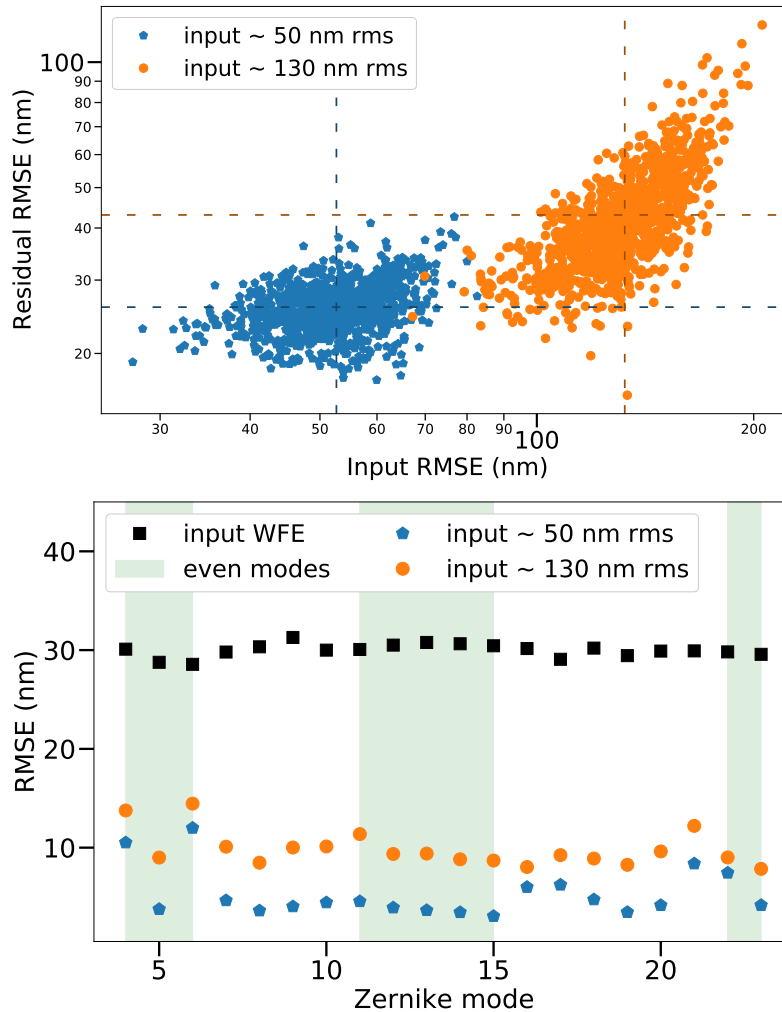 input ~ 50 nm rms
input ~ 130 nm rms
Residual RMSE (nm)
100
90
80
70
60
50
40
30
20
30
40
50
60
70
80
90
100
200
Input RMSE (nm)
input WFE
even modes
input ~ 50 nm rms
input ~ 130 nm rms
RMSE (nm)
40
30
20
10
5
10
15
20
Zernike mode